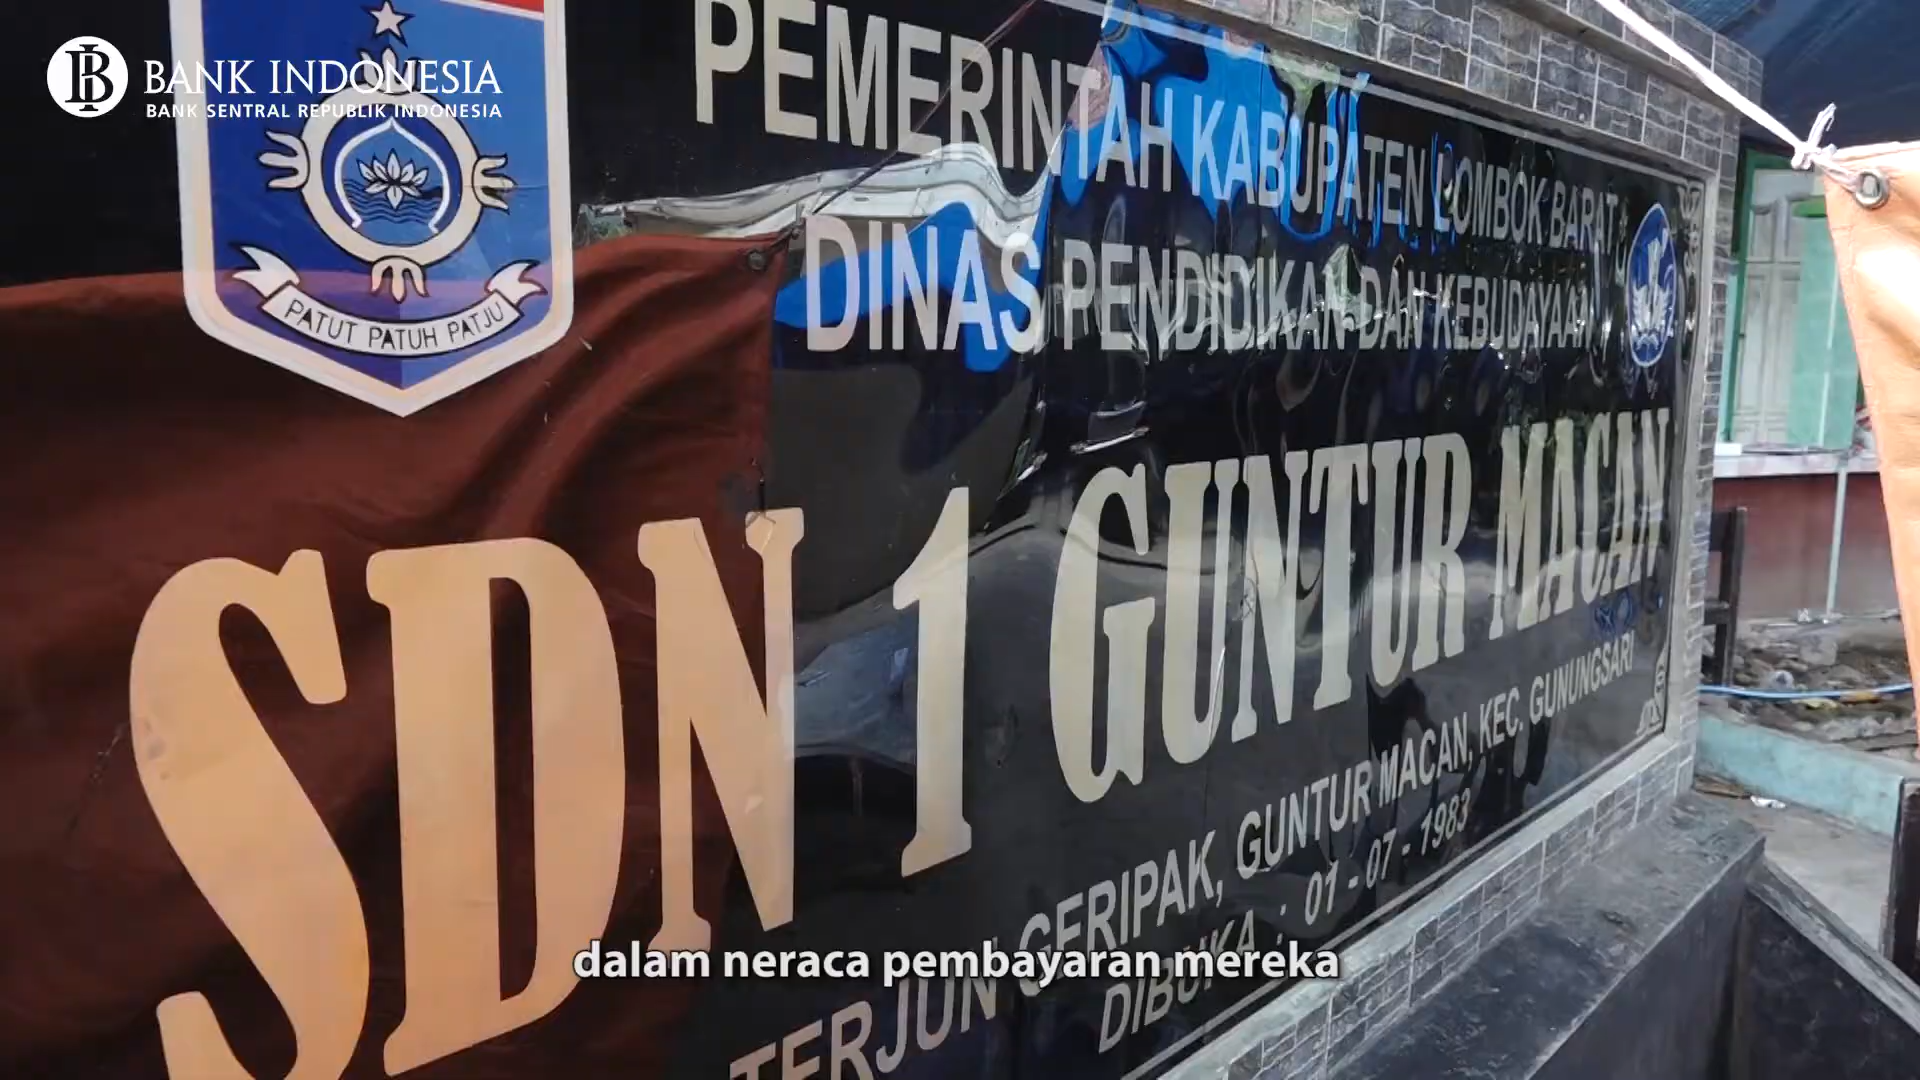 BANK INDONESIA
BANK SENTRAL REPUBLIK INDONESIA
PATUT PATUH PATJU
PEMERINTAH KABUPATEN LOMBOK BARAT
DINAS PENDIDIKAN DAN KEBUDAYAAN
SDN 1 GUNTUR MACAN
TERJUN GERIPAK, GUNTUR MACAN, KEC. GUNUNGSARI
DIBUKA : 01 - 07 - 1983
dalam neraca pembayaran mereka